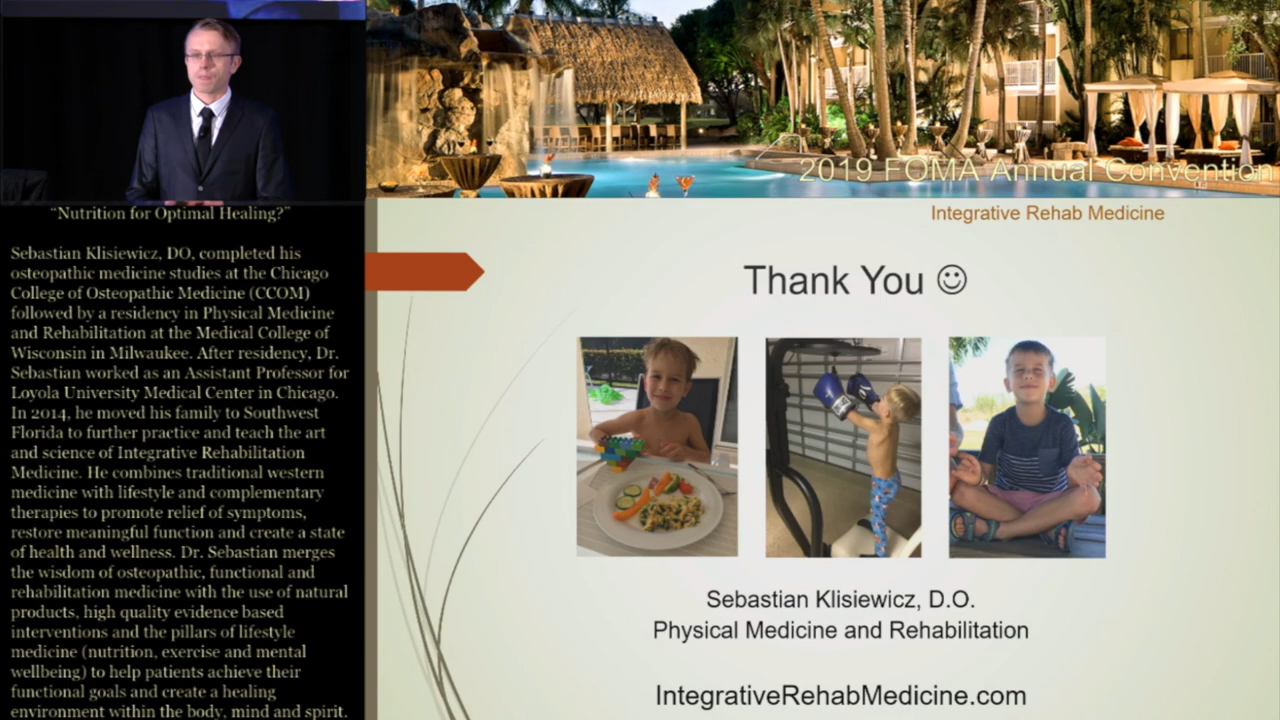 2019 FOMA Annual Convention
"Nutrition for Optimal Healing?"
Sebastian Klisiewicz, DO, completed his
osteopathic medicine studies at the Chicago
College of Osteopathic Medicine (CCOM)
followed by a residency in Physical Medicine
and Rehabilitation at the Medical College of
Wisconsin in Milwaukee. After residency, Dr.
Sebastian worked as an Assistant Professor for
Loyola University Medical Center in Chicago.
In 2014, he moved his family to Southwest
Florida to further practice and teach the art
and science of Integrative Rehabilitation
Medicine. He combines traditional western
medicine with lifestyle and complementary
therapies to promote relief of symptoms,
restore meaningful function and create a state
of health and wellness. Dr. Sebastian merges
the wisdom of osteopathic, functional and
rehabilitation medicine with the use of natural
products, high quality evidence based
interventions and the pillars of lifestyle
medicine (nutrition, exercise and mental
wellbeing) to help patients achieve their
functional goals and create a healing
environment within the body, mind and spirit.
Integrative Rehab Medicine
Thank You ☺
Sebastian Klisiewicz, D.O.
Physical Medicine and Rehabilitation
IntegrativeRehabMedicine.com